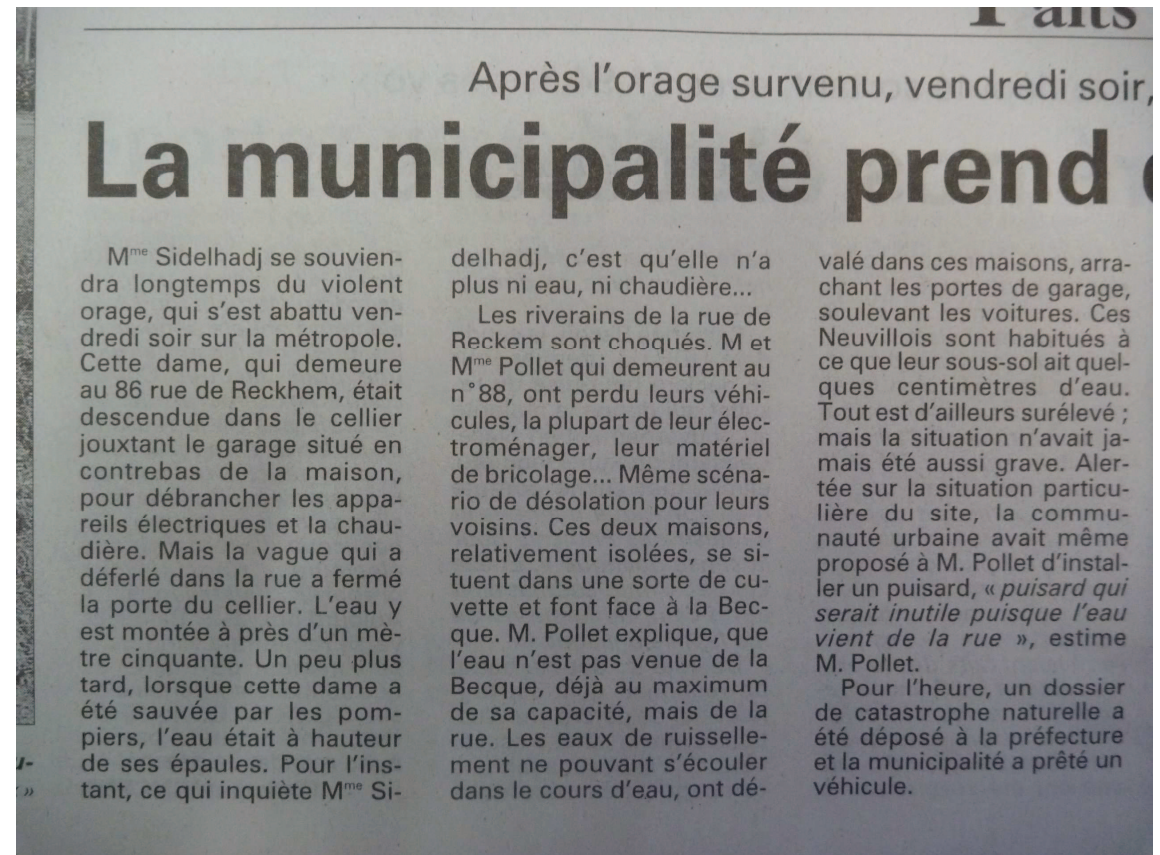 Faits
Après l'orage survenu, vendredi soir,
La municipalité prend
Mme Sidelhadj se souvien-
dra longtemps du violent
orage, qui s'est abattu ven-
dredi soir sur la métropole.
Cette dame, qui demeure
au 86 rue de Reckhem, était
descendue dans le cellier
jouxtant le garage situé en
contrebas de la maison,
pour débrancher les appa-
reils électriques et la chau-
dière. Mais la vague qui a
déferlé dans la rue a fermé
la porte du cellier. L'eau y
est montée à près d'un mè-
tre cinquante. Un peu plus
tard, lorsque cette dame a
été sauvée par les pom-
piers, l'eau était à hauteur
de ses épaules. Pour l'ins-
tant, ce qui inquiète Mme Si-
delhadj, c'est qu'elle n'a
plus ni eau, ni chaudière...
Les riverains de la rue de
Reckem sont choqués. M et
Mme Pollet qui demeurent au
n°88, ont perdu leurs véhi-
cules, la plupart de leur élec-
troménager, leur matériel
de bricolage... Même scéna-
rio de désolation pour leurs
voisins. Ces deux maisons,
relativement isolées, se si-
tuent dans une sorte de cu-
vette et font face à la Bec-
que. M. Pollet explique, que
l'eau n'est pas venue de la
Becque, déjà au maximum
de sa capacité, mais de la
rue. Les eaux de ruisselle-
ment ne pouvant s'écouler
dans le cours d'eau, ont dé-
valé dans ces maisons, arra-
chant les portes de garage,
soulevant les voitures. Ces
Neuvillois sont habitués à
ce que leur sous-sol ait quel-
ques centimètres d'eau.
Tout est d'ailleurs surélevé ;
mais la situation n'avait ja-
mais été aussi grave. Aler-
tée sur la situation particu-
lière du site, la commu-
nauté urbaine avait même
proposé à M. Pollet d'instal-
ler un puisard, « puisard qui
serait inutile puisque l'eau
vient de la rue », estime
M. Pollet.
Pour l'heure, un dossier
de catastrophe naturelle a
été déposé à la préfecture
et la municipalité a prêté un
véhicule.